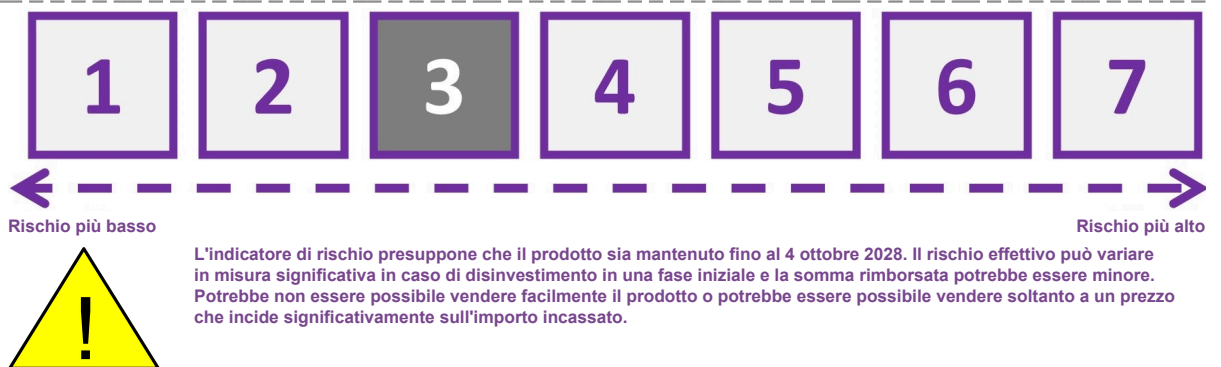 1 2 3 4 5 6 7
Rischio più basso Rischio più alto
L'indicatore di rischio presuppone che il prodotto sia mantenuto fino al 4 ottobre 2028. Il rischio effettivo può variare
in misura significativa in caso di disinvestimento in una fase iniziale e la somma rimborsata potrebbe essere minore.
Potrebbe non essere possibile vendere facilmente il prodotto o potrebbe essere possibile vendere soltanto a un prezzo
che incide significativamente sull'importo incassato.
!